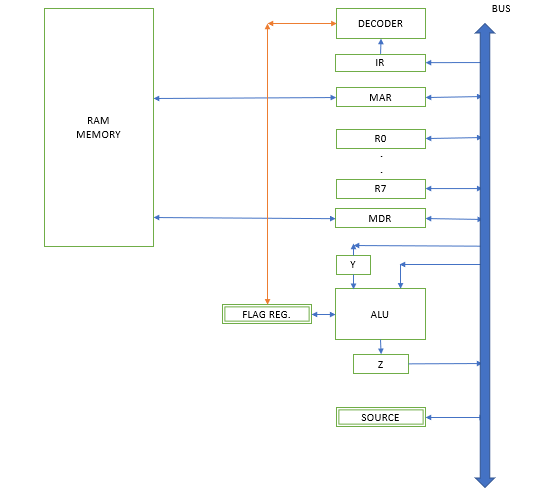 BUS
DECODER
IR
RAM
MEMORY
MAR
R0
.
.
R7
MDR
Y
FLAG REG.
ALU
Z
SOURCE